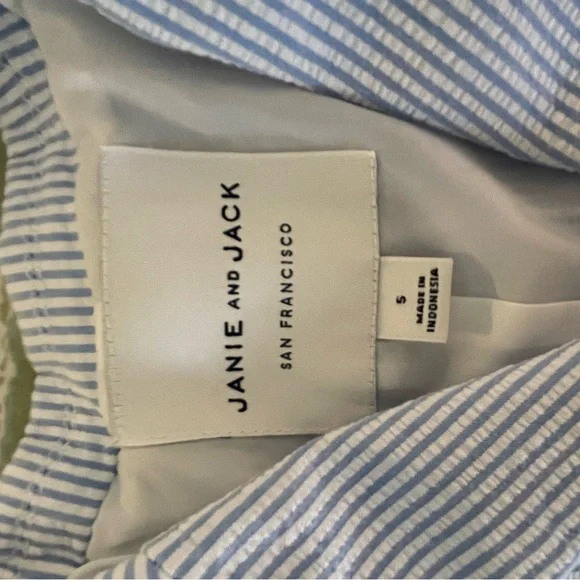 JANIE AND JACK
SAN FRANCISCO
5
MADE IN
INDONESIA